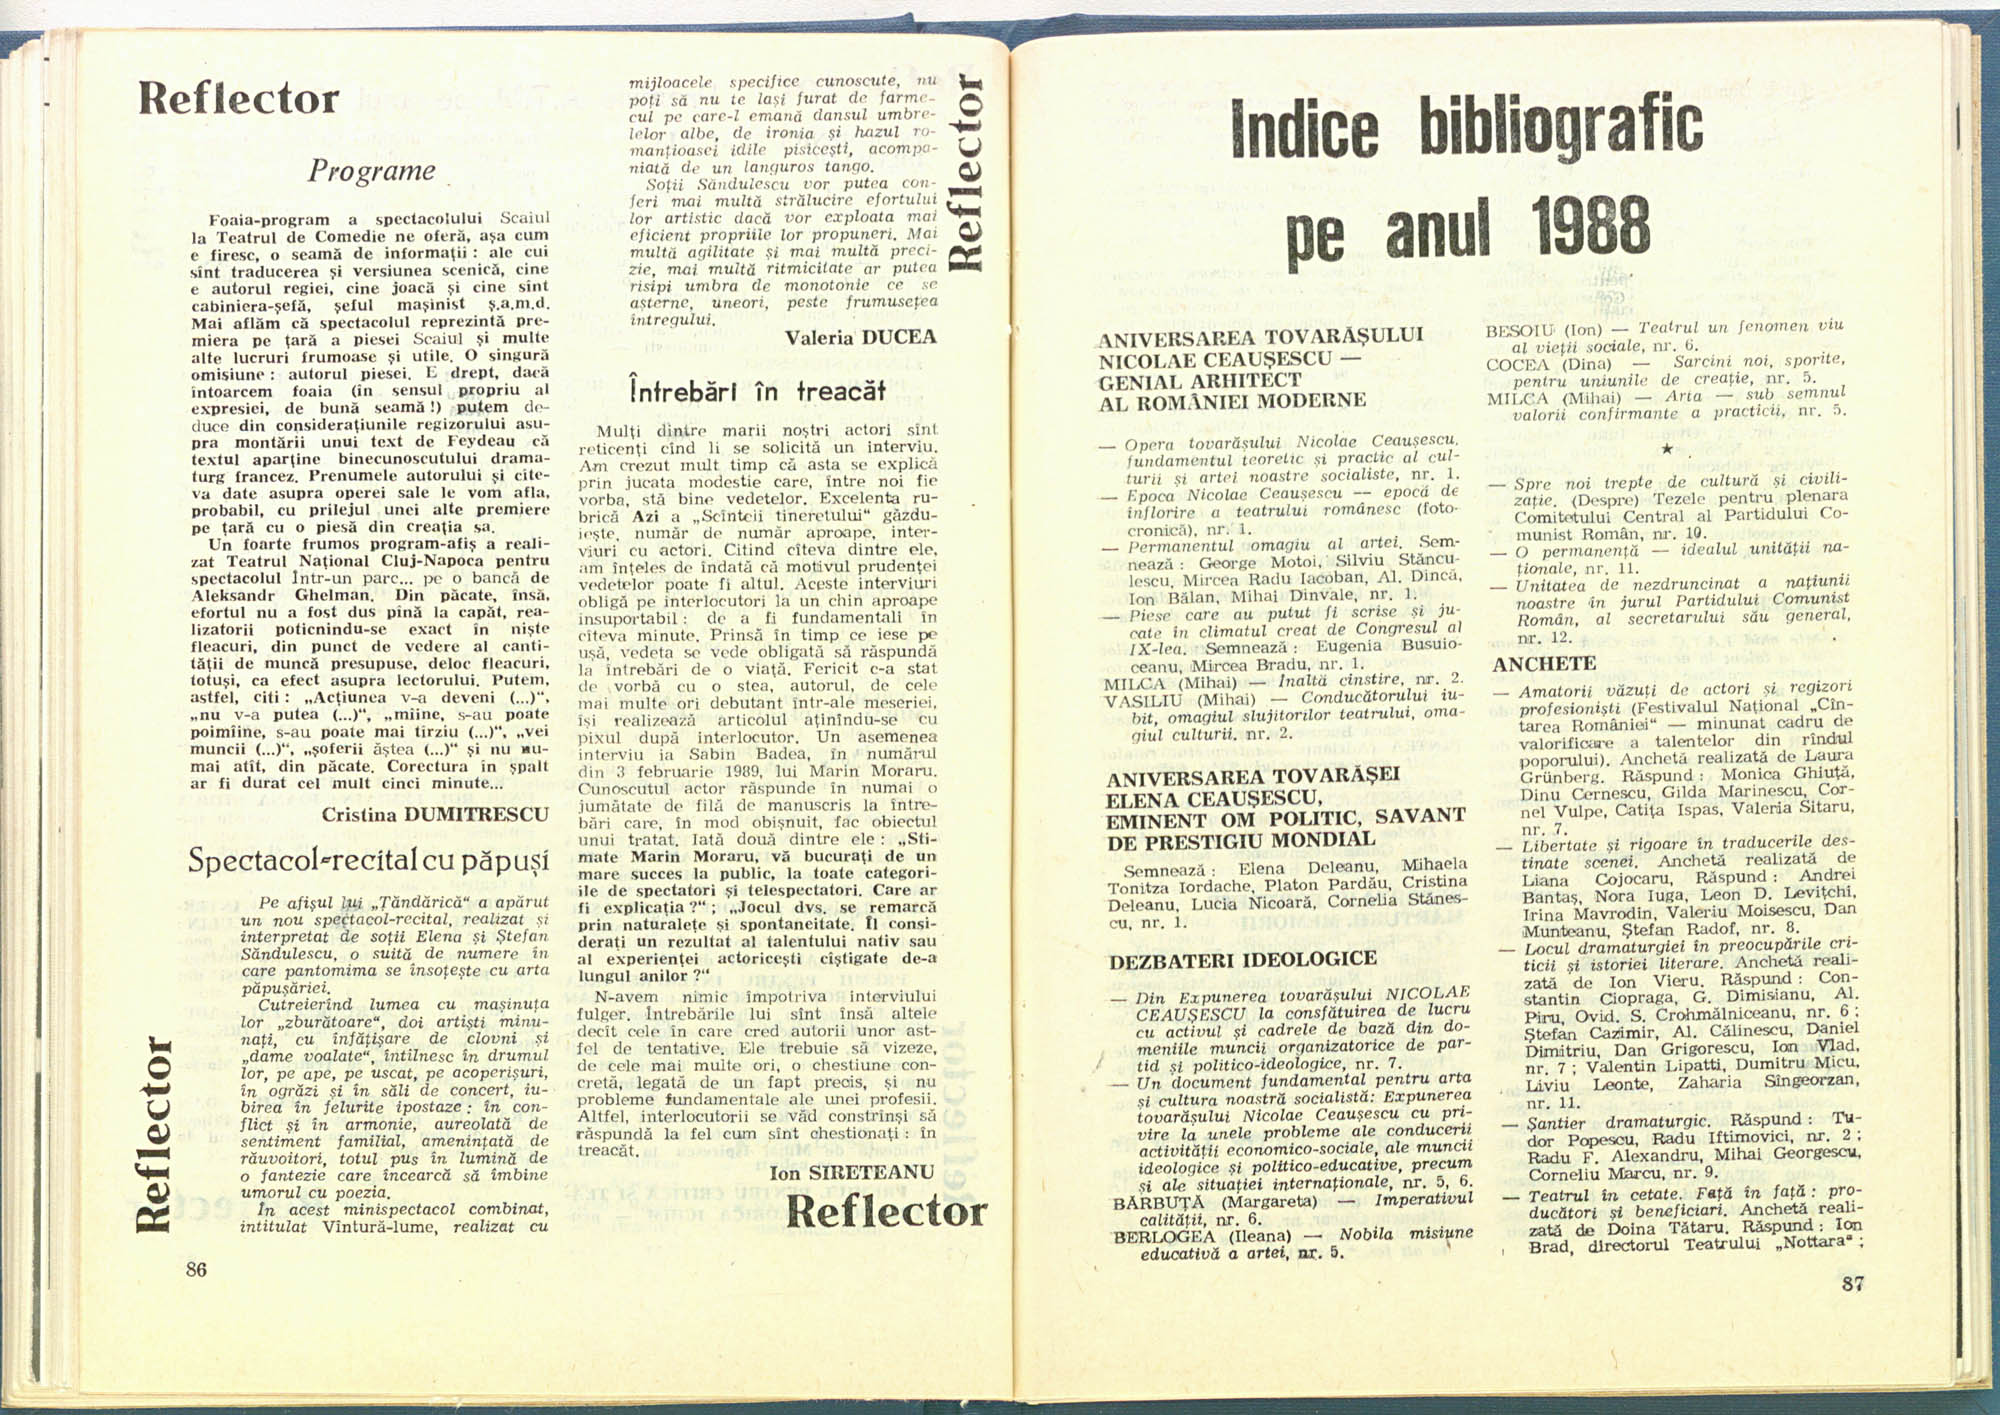 Reflector
Programe
Foaia-program a spectacolului Scaiul
la Teatrul de Comedie ne oferă, așa cum
e firesc, o seamă de informații : ale cui
sînt traducerea și versiunea scenică, cine
e autorul regiei, cine joacă și cine sînt
cabiniera-șefă, șeful mașinist ș.a.m.d.
Mai aflăm că spectacolul reprezintă pre-
miera pe țară a piesei Scaiul și multe
alte lucruri frumoase și utile. O singură
omisiune : autorul piesei. E drept, dacă
întoarcem foaia (în sensul propriu al
expresiei, de bună seamă !) putem de-
duce din considerațiunile regizorului asu-
pra montării unui text de Feydeau că
textul aparține binecunoscutului drama-
turg francez. Prenumele autorului și cîte-
va date asupra operei sale le vom afla,
probabil, cu prilejul unei alte premiere
pe țară cu o piesă din creația sa.
Un foarte frumos program-afiș a reali-
zat Teatrul Național Cluj-Napoca pentru
spectacolul Într-un parc... pe o bancă de
Aleksandr Ghelman. Din păcate, însă,
efortul nu a fost dus pînă la capăt, rea-
lizatorii poticnindu-se exact în niște
fleacuri, din punct de vedere al canti-
tății de muncă presupuse, deloc fleacuri,
totuși, ca efect asupra lectorului. Putem,
astfel, citi : „Acțiunea v-a deveni (...)“,
„nu v-a putea (...)“, „miine, s-au poate
poimîine, s-au poate mai tirziu (...)“, „vei
muncii (...)“, „șoferii ăștea (...)“ și nu nu-
mai atît, din păcate. Corectura in șpalt
ar fi durat cel mult cinci minute...
Cristina DUMITRESCU
Spectacol-recital cu păpuși
Pe afișul lui „Țăndărică“ a apărut
un nou spectacol-recital, realizat și
interpretat de soții Elena și Ștefan
Săndulescu, o suită de numere în
care pantomima se însoțește cu arta
păpușăriei.
Cutreierînd lumea cu mașinuța
lor „zburătoare“, doi artiști minu-
nați, cu înfățișare de clovni și
„dame voalate“, întîlnesc în drumul
lor, pe ape, pe uscat, pe acoperișuri,
în ogrăzi și în săli de concert, iu-
birea în felurite ipostaze : în con-
flict și în armonie, aureolată de
sentiment familial, amenințată de
răuvoitori, totul pus în lumină de
o fantezie care încearcă să îmbine
umorul cu poezia.
În acest minispectacol combinat,
intitulat Vîntură-lume, realizat cu
Reflector
86
mijloacele specifice cunoscute, nu
poți să nu te lași furat de farme-
cul pe care-l emană dansul umbre-
lelor albe, de ironia și hazul ro-
manțioasei idile pisicești, acompa-
niată de un languros tango.
Soții Săndulescu vor putea con-
feri mai multă strălucire efortului
lor artistic dacă vor exploata mai
eficient propriile lor propuneri. Mai
multă agilitate și mai multă preci-
zie, mai multă ritmicitate ar putea
risipi umbra de monotonie ce se
așterne, uneori, peste frumusețea
întregului.
Valeria DUCEA
Reflector
Întrebări în treacăt
Mulți dintre marii noștri actori sînt
reticenți cînd li se solicită un interviu.
Am crezut mult timp că asta se explică
prin jucata modestie care, între noi fie
vorba, stă bine vedetelor. Excelenta ru-
brică Azi a „Scînteii tineretului“ găzdu-
iește, număr de număr aproape, inter-
viuri cu actori. Citind cîteva dintre ele,
am înțeles de îndată că motivul prudenței
vedetelor poate fi altul. Aceste interviuri
obligă pe interlocutori la un chin aproape
insuportabil : de a fi fundamentali în
cîteva minute. Prinsă în timp ce iese pe
ușă, vedeta se vede obligată să răspundă
la întrebări de o viață. Fericit c-a stat
de vorbă cu o stea, autorul, de cele
mai multe ori debutant într-ale meseriei,
își realizează articolul ațintîndu-se cu
pixul după interlocutor. Un asemenea
interviu ia Sabin Badea, în numărul
din 3 februarie 1989, lui Marin Moraru.
Cunoscutul actor răspunde în numai o
jumătate de filă de manuscris la între-
bări care, în mod obișnuit, fac obiectul
unui tratat. Iată două dintre ele : „Sti-
mate Marin Moraru, vă bucurați de un
mare succes la public, la toate categori-
ile de spectatori și telespectatori. Care ar
fi explicația ?“ ; „Jocul dvs. se remarcă
prin naturalețe și spontaneitate. Îl consi-
derați un rezultat al talentului nativ sau
al experienței actoricești cîștigate de-a
lungul anilor ?“
N-avem nimic împotriva interviului
fulger. Întrebările lui sînt însă altele
decît cele în care cred autorii unor ast-
fel de tentative. Ele trebuie să vizeze,
de cele mai multe ori, o chestiune con-
cretă, legată de un fapt precis, și nu
probleme fundamentale ale unei profesii.
Altfel, interlocutorii se văd constrînși să
răspundă la fel cum sînt chestionați : în
treacăt.
Ion SIRETEANU
Reflector
Indice bibliografic
pe anul 1988
ANIVERSAREA TOVARĂȘULUI
NICOLAE CEAUȘESCU —
GENIAL ARHITECT
AL ROMÂNIEI MODERNE
— Opera tovarășului Nicolae Ceaușescu,
fundamentul teoretic și practic al cul-
turii și artei noastre socialiste, nr. 1.
— Epoca Nicolae Ceaușescu — epocă de
înflorire a teatrului românesc (foto-
cronică), nr. 1.
— Permanentul omagiu al artei. Sem-
nează : George Motoi, Silviu Stăncu-
lescu, Mircea Radu Iacoban, Al. Dincă,
Ion Bălan, Mihai Dinvale, nr. 1.
— Piese care au putut fi scrise și ju-
cate în climatul creat de Congresul al
IX-lea. Semnează : Eugenia Busuio-
ceanu, Mircea Bradu, nr. 1.
MILCA (Mihai) — Înaltă cinstire, nr. 2.
VASILIU (Mihai) — Conducătorului iu-
bit, omagiul slujitorilor teatrului, oma-
giul culturii, nr. 2.
ANIVERSAREA TOVARĂȘEI
ELENA CEAUȘESCU,
EMINENT OM POLITIC, SAVANT
DE PRESTIGIU MONDIAL
Semnează : Elena Deleanu, Mihaela
Tonitza Iordache, Platon Pardău, Cristina
Deleanu, Lucia Nicoară, Cornelia Stănes-
cu, nr. 1.
DEZBATERI IDEOLOGICE
— Din Expunerea tovarășului NICOLAE
CEAUȘESCU la consfătuirea de lucru
cu activul și cadrele de bază din do-
meniile muncii organizatorice de par-
tid și politico-ideologice, nr. 7.
— Un document fundamental pentru arta
și cultura noastră socialistă: Expunerea
tovarășului Nicolae Ceaușescu cu pri-
vire la unele probleme ale conducerii
activității economico-sociale, ale muncii
ideologice și politico-educative, precum
și ale situației internaționale, nr. 5, 6.
BĂRBUȚĂ (Margareta) — Imperativul
calității, nr. 6.
BERLOGEA (Ileana) — Nobila misiune
educativă a artei, nr. 5.
BESOIU (Ion) — Teatrul un fenomen viu
al vieții sociale, nr. 6.
COCEA (Dina) — Sarcini noi, sporite,
pentru uniunile de creație, nr. 5.
MILCA (Mihai) — Arta — sub semnul
valorii confirmante a practicii, nr. 5.
★
— Spre noi trepte de cultură și civili-
zație. (Despre) Tezele pentru plenara
Comitetului Central al Partidului Co-
munist Român, nr. 10.
— O permanență — idealul unității na-
ționale, nr. 11.
— Unitatea de nezdruncinat a națiunii
noastre în jurul Partidului Comunist
Român, al secretarului său general,
nr. 12.
ANCHETE
— Amatorii văzuți de actori și regizori
profesioniști (Festivalul Național „Cîn-
tarea României“ — minunat cadru de
valorificare a talentelor din rîndul
poporului). Anchetă realizată de Laura
Grünberg. Răspund : Monica Ghiuță,
Dinu Cernescu, Gilda Marinescu, Cor-
nel Vulpe, Catița Ispas, Valeria Sitaru,
nr. 7.
— Libertate și rigoare în traducerile des-
tinate scenei. Anchetă realizată de
Liana Cojocaru, Răspund : Andrei
Bantaș, Nora Iuga, Leon D. Levițchi,
Irina Mavrodin, Valeriu Moisescu, Dan
Munteanu, Ștefan Radof, nr. 8.
— Locul dramaturgiei în preocupările cri-
ticii și istoriei literare. Anchetă reali-
zată de Ion Vieru. Răspund : Con-
stantin Ciopraga, G. Dimisianu, Al.
Piru, Ovid. S. Crohmălniceanu, nr. 6 ;
Ștefan Cazimir, Al. Călinescu, Daniel
Dimitriu, Dan Grigorescu, Ion Vlad,
nr. 7 ; Valentin Lipatti, Dumitru Micu,
Liviu Leonte, Zaharia Sîngeorzan,
nr. 11.
— Șantier dramaturgic. Răspund : Tu-
dor Popescu, Radu Iftimovici, nr. 2 ;
Radu F. Alexandru, Mihai Georgescu,
Corneliu Marcu, nr. 9.
— Teatrul în cetate. Față în față : pro-
ducători și beneficiari. Anchetă reali-
zată de Doina Tătaru. Răspund : Ion
Brad, directorul Teatrului „Nottara“ ;
87